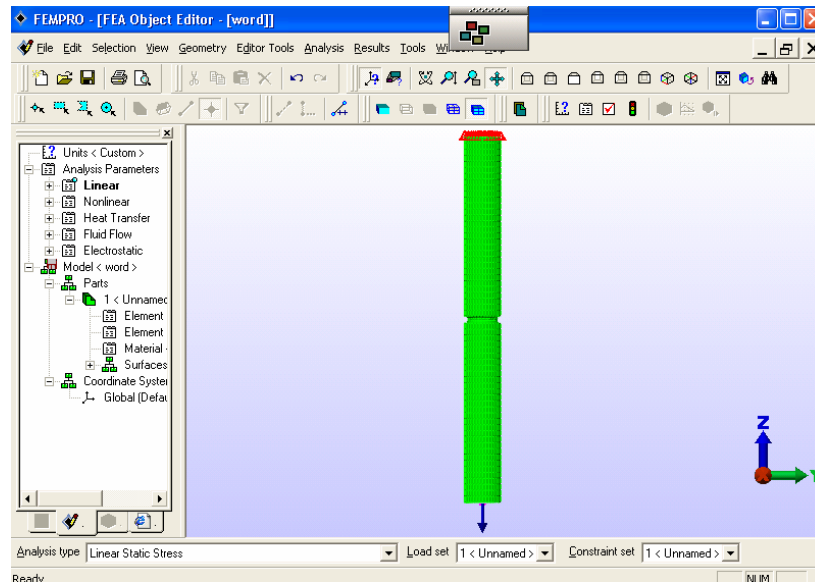 FEMPRO - [FEA Object Editor - [word]]
File Edit Selection View Geometry Editor Tools Analysis Results Tools
Units < Custom >
Analysis Parameters
Linear
Nonlinear
Heat Transfer
Fluid Flow
Electrostatic
Model < word >
Parts
1 < Unnamed
Element
Element
Material
Surfaces
Coordinate System
Global (Defau
Z
Y
Analysis type Linear Static Stress Load set 1 < Unnamed > Constraint set 1 < Unnamed >
Ready NUM